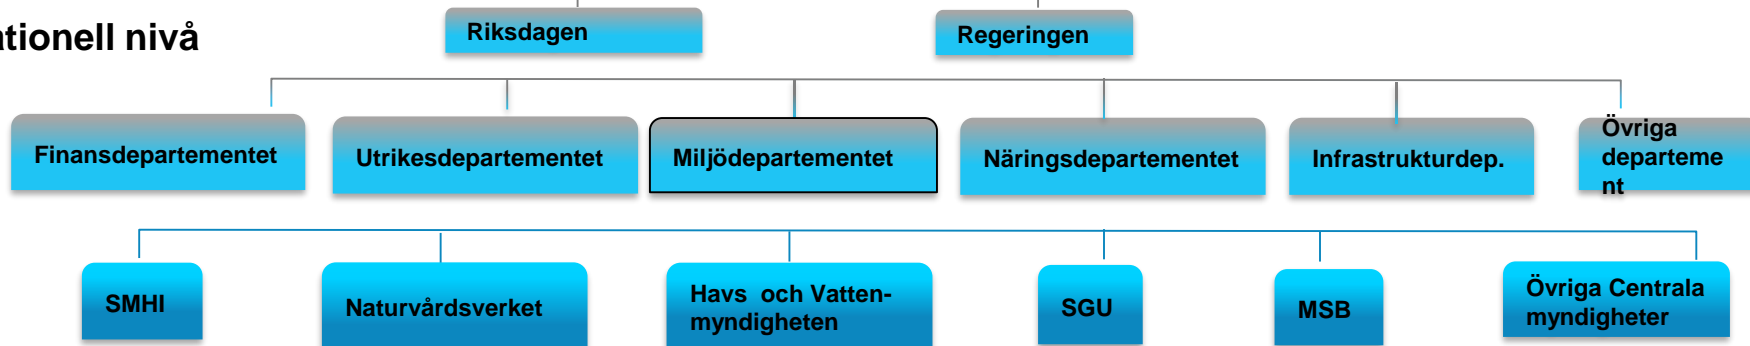 ationell nivå
Riksdagen
Regeringen
Finansdepartementet
Utrikesdepartementet
Miljödepartementet
Näringsdepartementet
Infrastrukturdep.
Övriga
departeme
nt
SMHI
Naturvårdsverket
Havs och Vatten-
myndigheten
SGU
MSB
Övriga Centrala
myndigheter